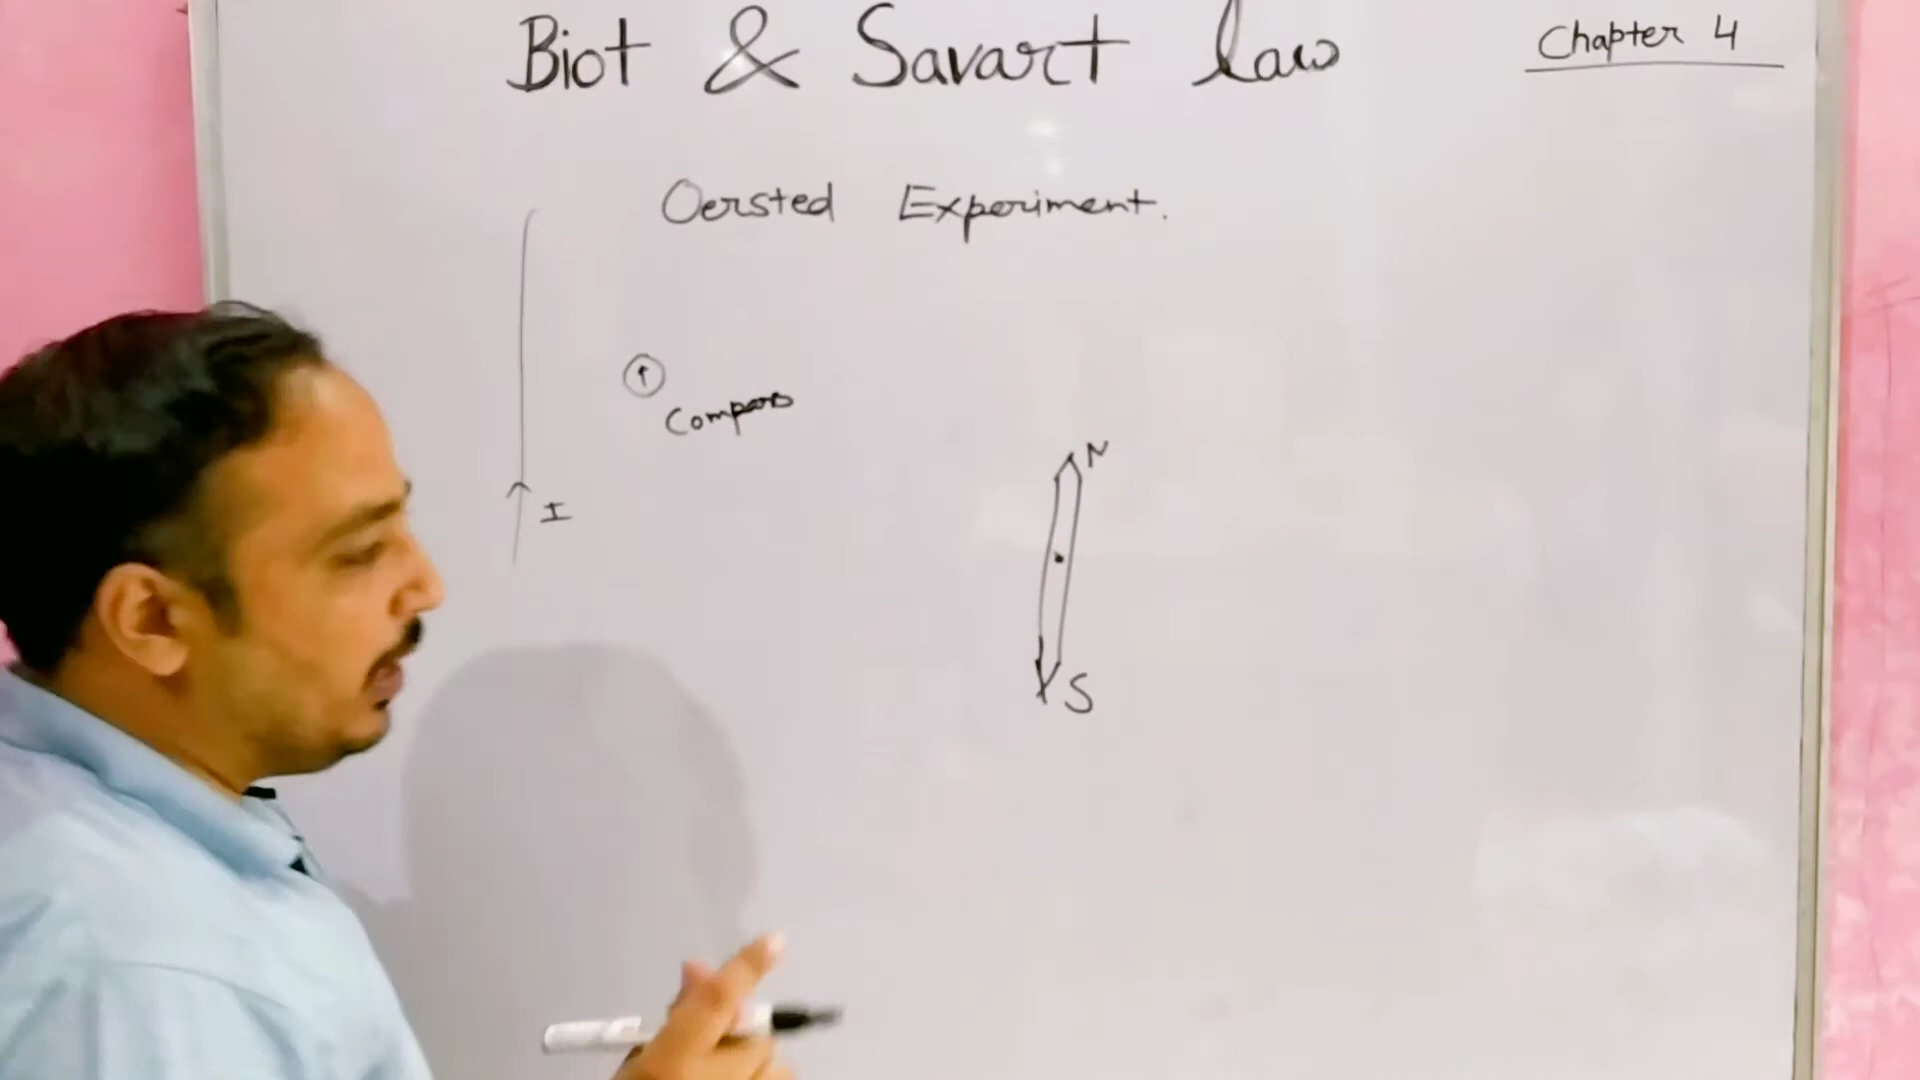 Biot & Savart law
Chapter 4
Oersted Experiment.
Compass
N
I
S